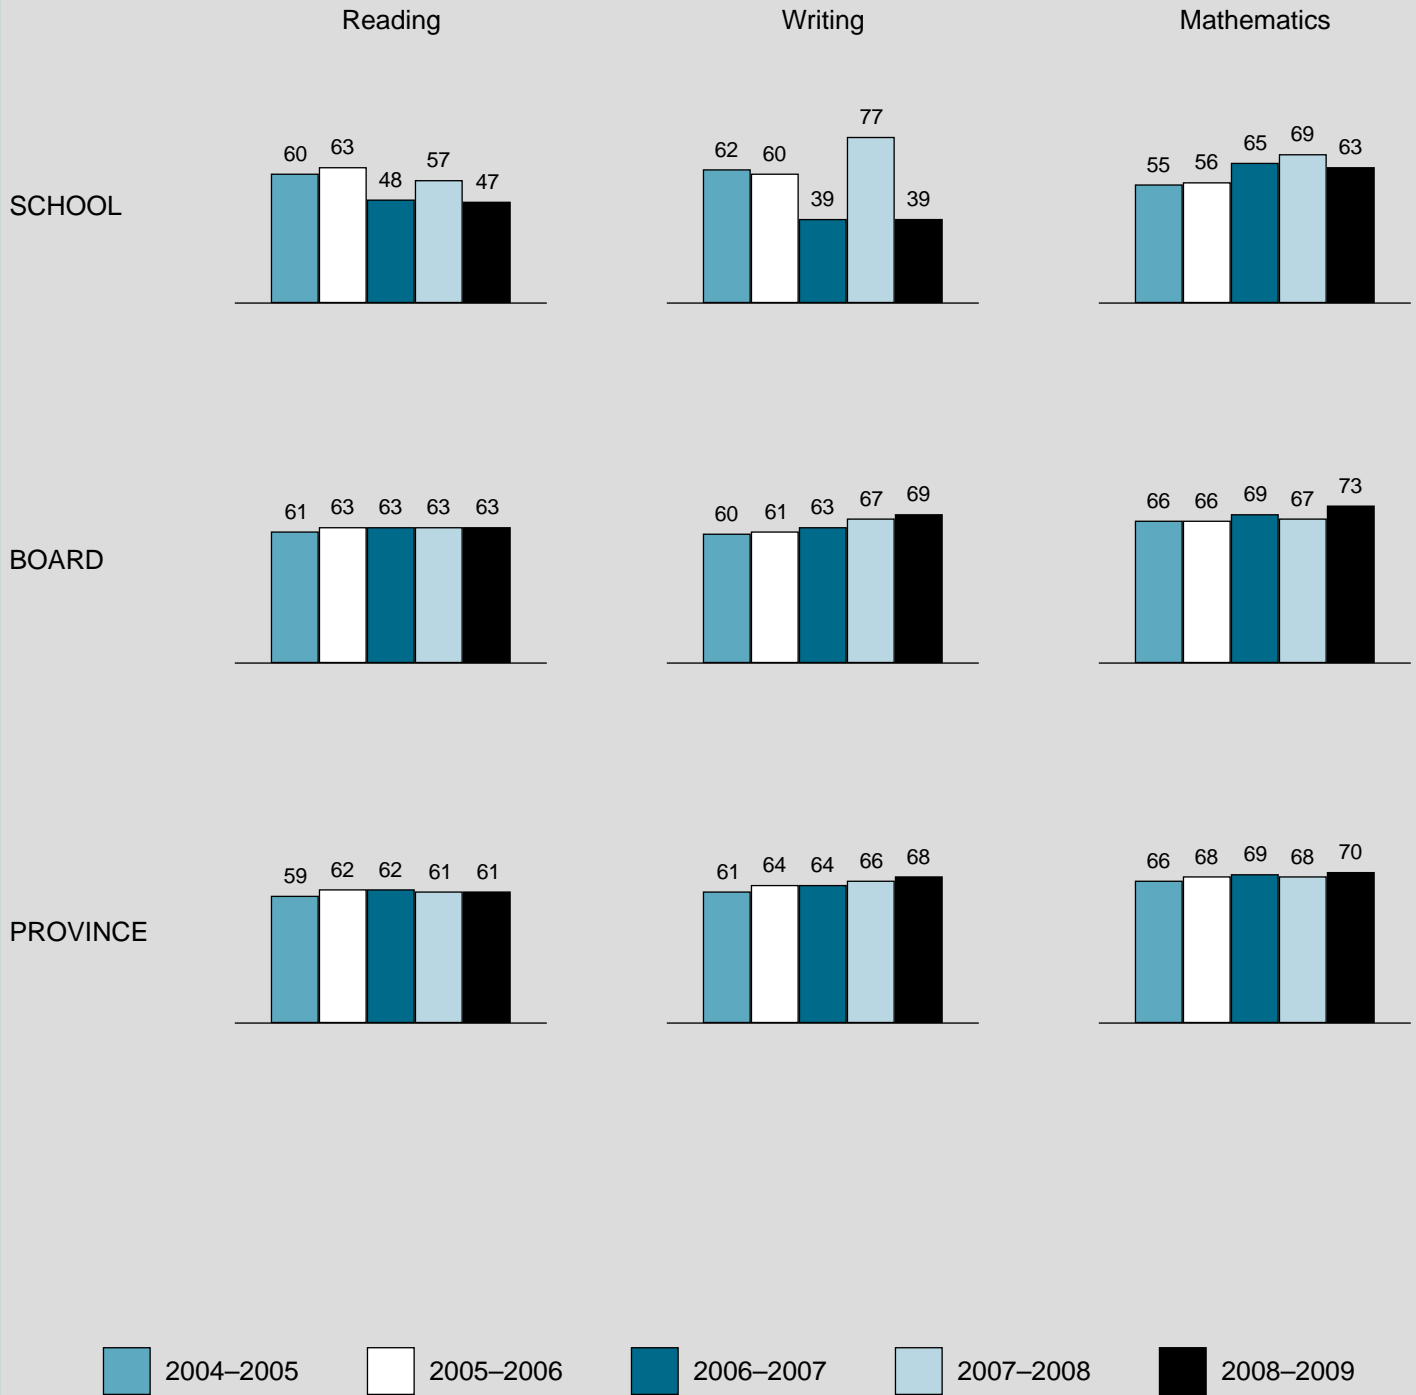 Reading Writing Mathematics
SCHOOL
60 63 48 57 47
62 60 39 77 39
55 56 65 69 63
BOARD
61 63 63 63 63
60 61 63 67 69
66 66 69 67 73
PROVINCE
59 62 62 61 61
61 64 64 66 68
66 68 69 68 70
2004–2005 2005–2006 2006–2007 2007–2008 2008–2009